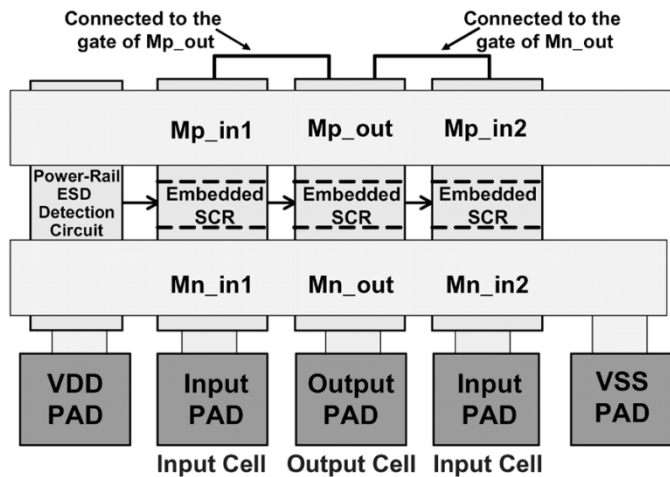 Connected to the
gate of Mp_out
Connected to the
gate of Mn_out
Mp_in1
Mp_out
Mp_in2
Power-Rail
ESD
Detection
Circuit
Embedded
SCR
Embedded
SCR
Embedded
SCR
Mn_in1
Mn_out
Mn_in2
VDD
PAD
Input
PAD
Output
PAD
Input
PAD
VSS
PAD
Input Cell
Output Cell
Input Cell